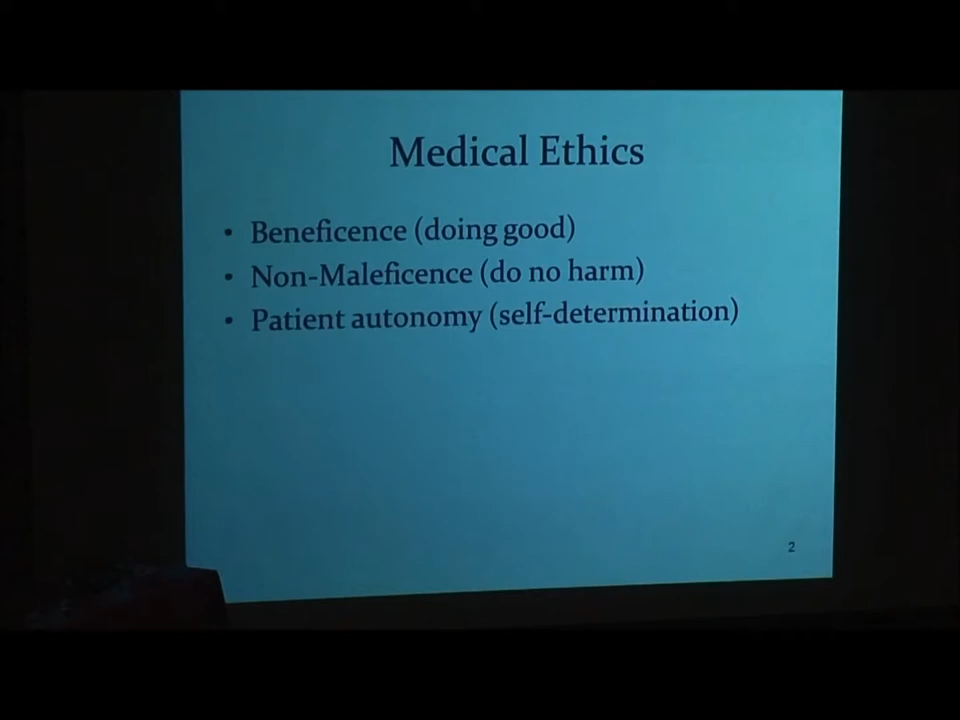 Medical Ethics
• Beneficence (doing good)
• Non-Maleficence (do no harm)
• Patient autonomy (self-determination)
2